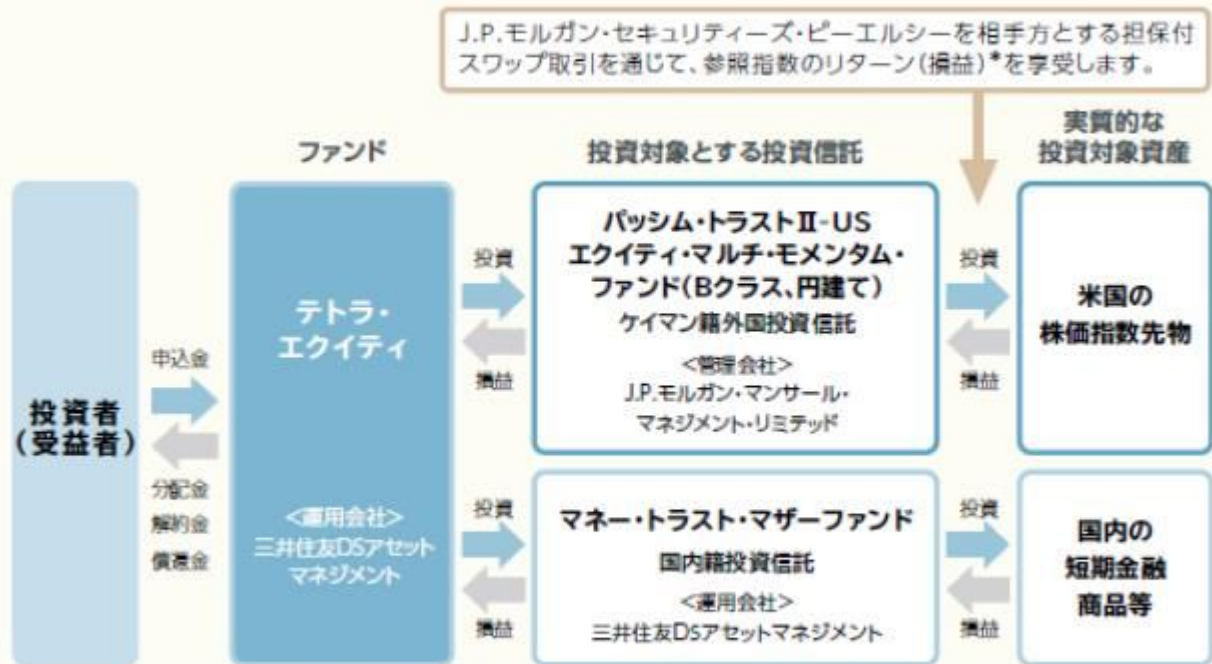 J.P.モルガン・セキュリティーズ・ピーエルシーを相手方とする担保付
スワップ取引を通じて、参照指数のリターン(損益)*を享受します。
ファンド
投資対象とする投資信託
実質的な
投資対象資産
投資者
(受益者)
申込金
分配金
解約金
償還金
テトラ・
エクイティ
<運用会社>
三井住友DSアセット
マネジメント
投資
損益
パッシム・トラストⅡ-US
エクイティ・マルチ・モメンタム・
ファンド(Bクラス、円建て)
ケイマン籍外国投資信託
<管理会社>
J.P.モルガン・マンサール・
マネジメント・リミテッド
投資
損益
米国の
株価指数先物
投資
損益
マネー・トラスト・マザーファンド
国内籍投資信託
<運用会社>
三井住友DSアセットマネジメント
投資
損益
国内の
短期金融
商品等